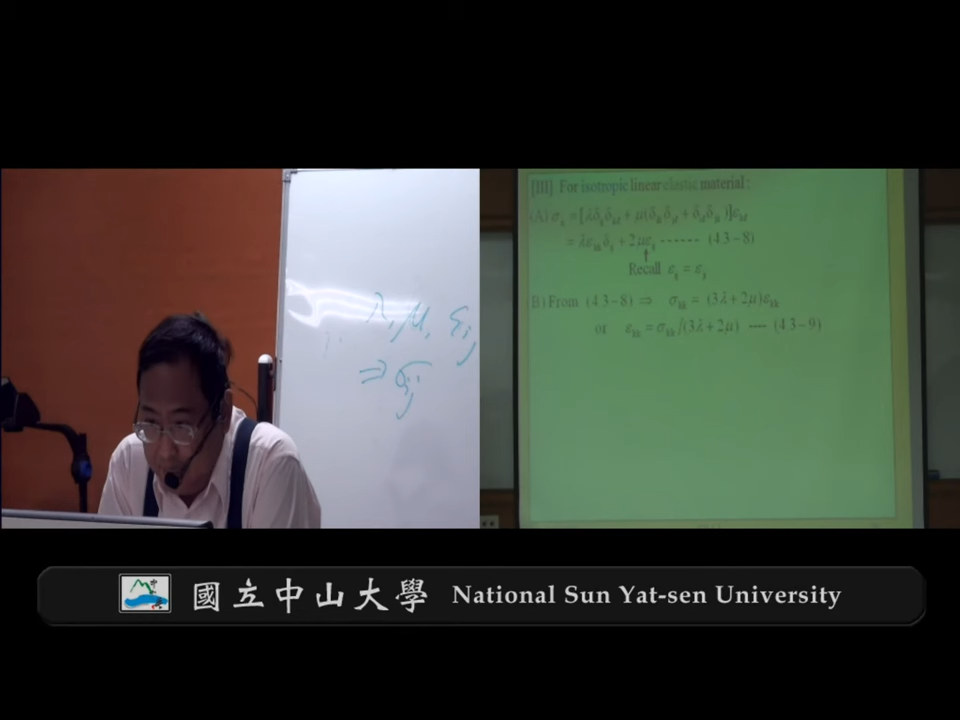 λ, μ, εij
⇒ σij
[III] For isotropic linear elastic material :
(A) σij = [λδijδkl + μ(δikδjl + δilδjk)]εkl
= λεkkδij + 2μεij ------ (4.3-8)
Recall εij = εji
(B) From (4.3-8) ⇒ σkk = (3λ+2μ)εkk
or εkk = σkk/(3λ+2μ) ---- (4.3-9)
國立中山大學 National Sun Yat-sen University